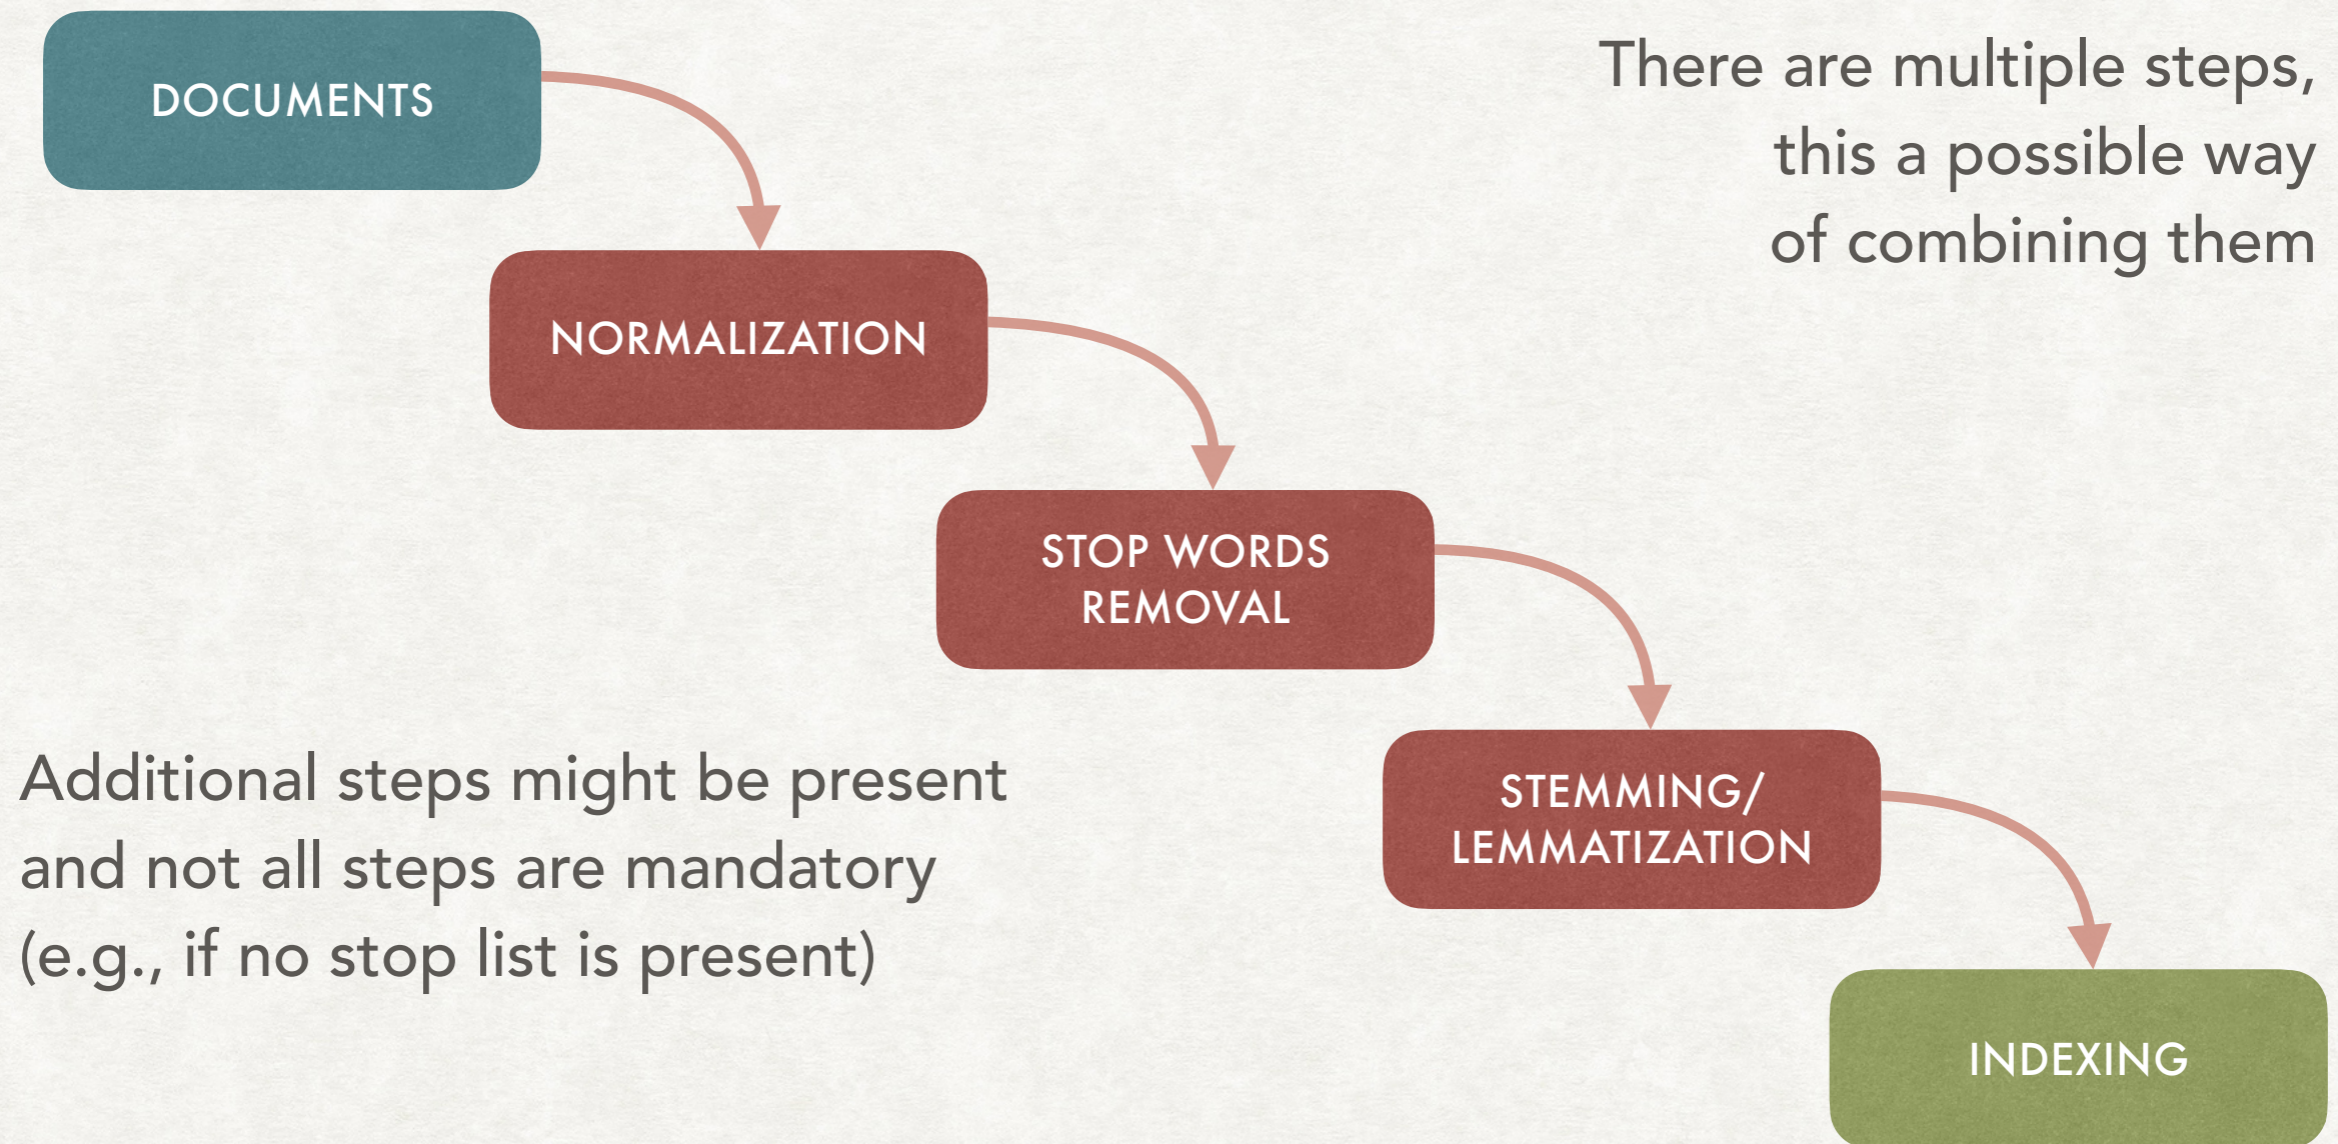 DOCUMENTS
There are multiple steps,
this a possible way
of combining them
NORMALIZATION
STOP WORDS
REMOVAL
STEMMING/
LEMMATIZATION
Additional steps might be present
and not all steps are mandatory
(e.g., if no stop list is present)
INDEXING